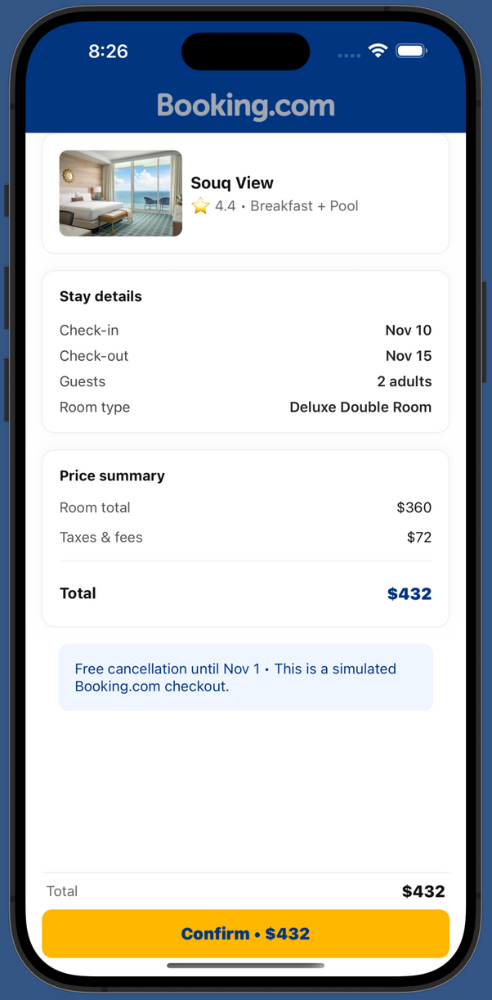 8:26
Booking.com
Souq View
⭐ 4.4 • Breakfast + Pool
Stay details
Check-in Nov 10
Check-out Nov 15
Guests 2 adults
Room type Deluxe Double Room
Price summary
Room total $360
Taxes & fees $72
Total $432
Free cancellation until Nov 1 • This is a simulated
Booking.com checkout.
Total $432
Confirm • $432